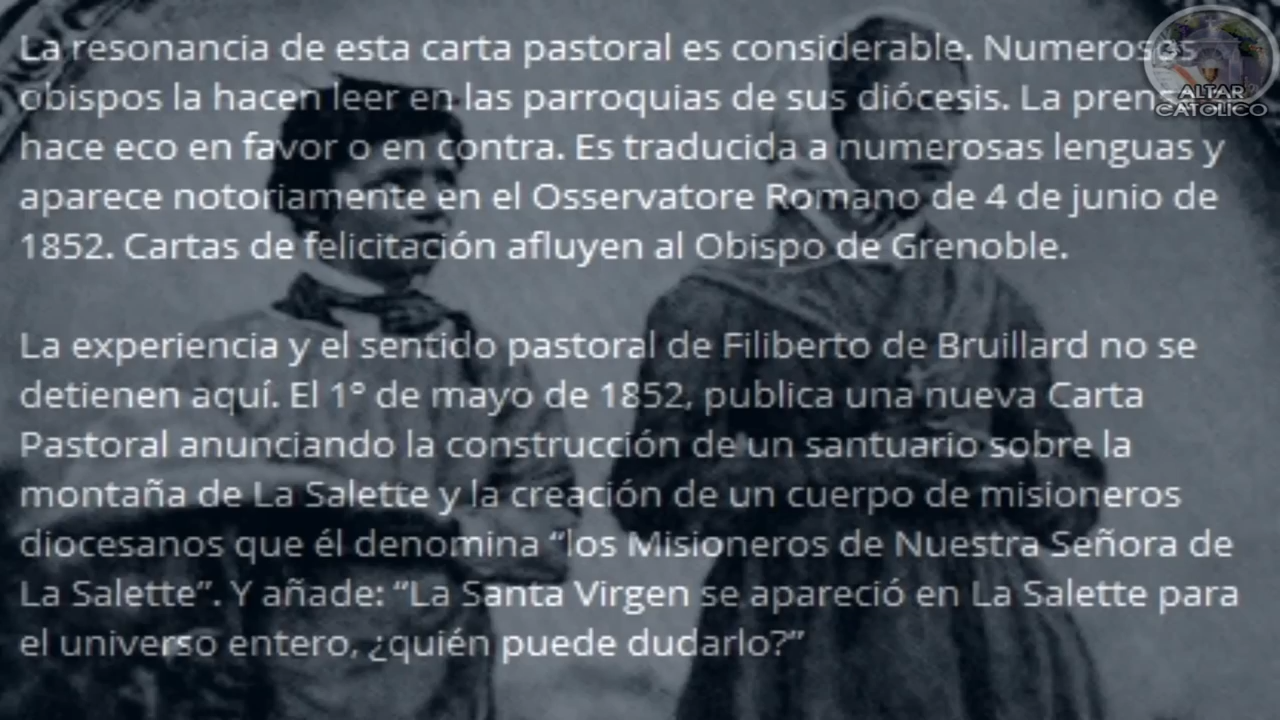 La resonancia de esta carta pastoral es considerable. Numerosos
obispos la hacen leer en las parroquias de sus diócesis. La prensa
hace eco en favor o en contra. Es traducida a numerosas lenguas y
aparece notoriamente en el Osservatore Romano de 4 de junio de
1852. Cartas de felicitación afluyen al Obispo de Grenoble.
La experiencia y el sentido pastoral de Filiberto de Bruillard no se
detienen aquí. El 1° de mayo de 1852, publica una nueva Carta
Pastoral anunciando la construcción de un santuario sobre la
montaña de La Salette y la creación de un cuerpo de misioneros
diocesanos que él denomina “los Misioneros de Nuestra Señora de
La Salette”. Y añade: “La Santa Virgen se apareció en La Salette para
el universo entero, ¿quién puede dudarlo?”
ALTAR
CATOLICO